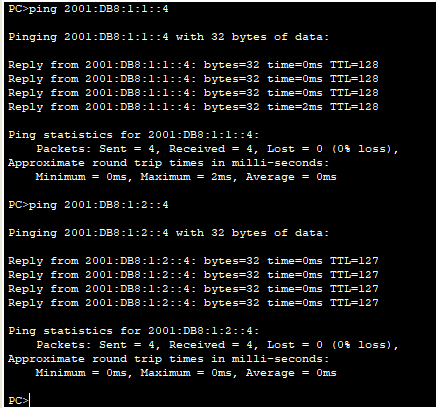 PC>ping 2001:DB8:1:1::4
Pinging 2001:DB8:1:1::4 with 32 bytes of data:
Reply from 2001:DB8:1:1::4: bytes=32 time=0ms TTL=128
Reply from 2001:DB8:1:1::4: bytes=32 time=0ms TTL=128
Reply from 2001:DB8:1:1::4: bytes=32 time=0ms TTL=128
Reply from 2001:DB8:1:1::4: bytes=32 time=2ms TTL=128
Ping statistics for 2001:DB8:1:1::4:
Packets: Sent = 4, Received = 4, Lost = 0 (0% loss),
Approximate round trip times in milli-seconds:
Minimum = 0ms, Maximum = 2ms, Average = 0ms
PC>ping 2001:DB8:1:2::4
Pinging 2001:DB8:1:2::4 with 32 bytes of data:
Reply from 2001:DB8:1:2::4: bytes=32 time=0ms TTL=127
Reply from 2001:DB8:1:2::4: bytes=32 time=0ms TTL=127
Reply from 2001:DB8:1:2::4: bytes=32 time=0ms TTL=127
Reply from 2001:DB8:1:2::4: bytes=32 time=0ms TTL=127
Ping statistics for 2001:DB8:1:2::4:
Packets: Sent = 4, Received = 4, Lost = 0 (0% loss),
Approximate round trip times in milli-seconds:
Minimum = 0ms, Maximum = 0ms, Average = 0ms
PC>